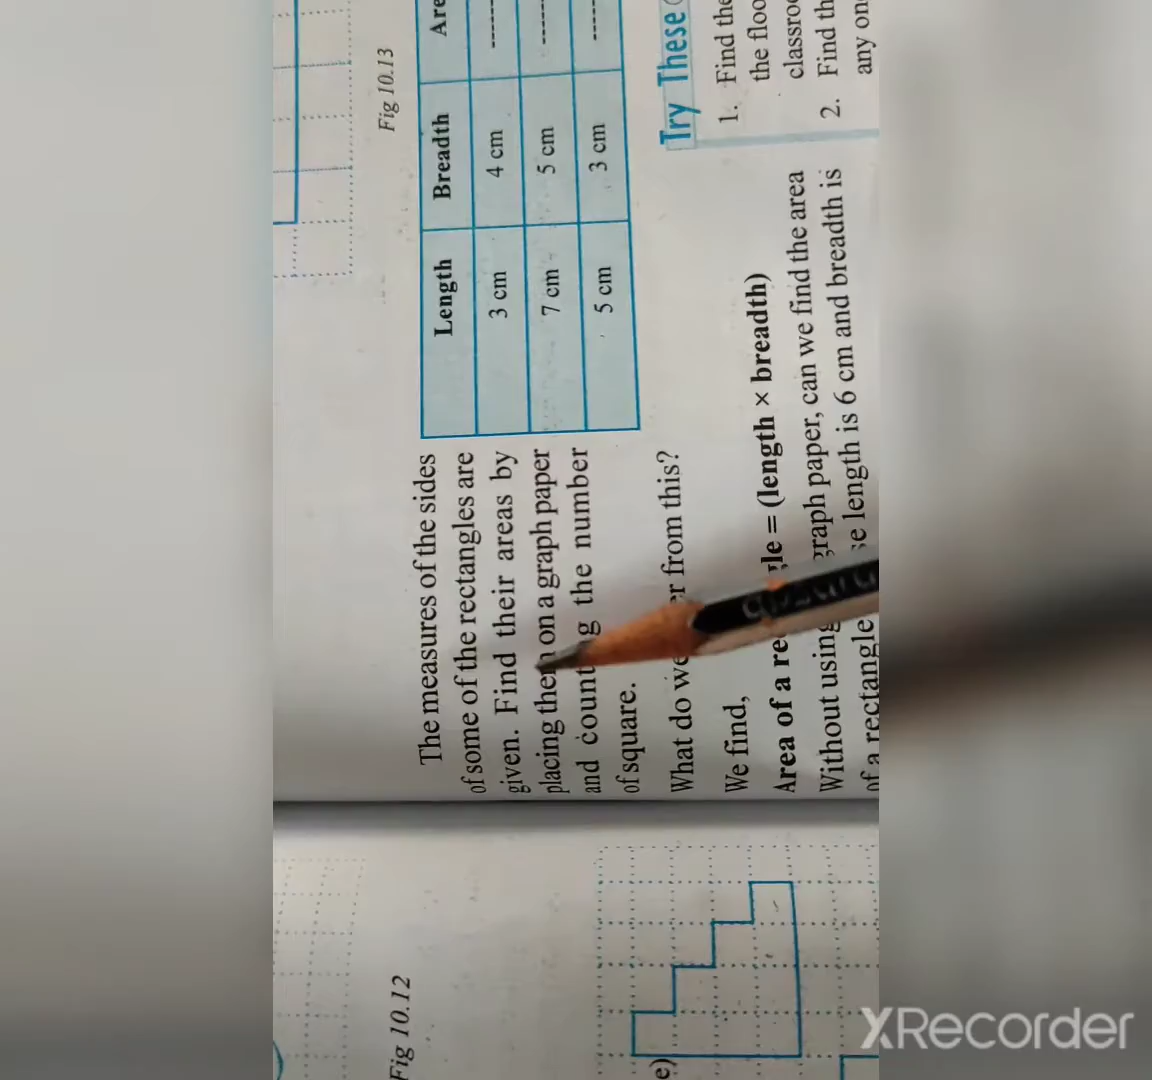 Fig 10.13
The measures of the sides
of some of the rectangles are
given. Find their areas by
placing them on a graph paper
and counting the number
of square.
Length Breadth Are
3 cm 4 cm -----
7 cm 5 cm -----
5 cm 3 cm -----
What do we from this?
We find,
Area of a = (length × breadth)
Without using graph paper, can we find the area
of a rectangle length is 6 cm and breadth is
Try These
1. Find the
the floo
classro
2. Find th
any on
Fig 10.12
e)
XRecorder